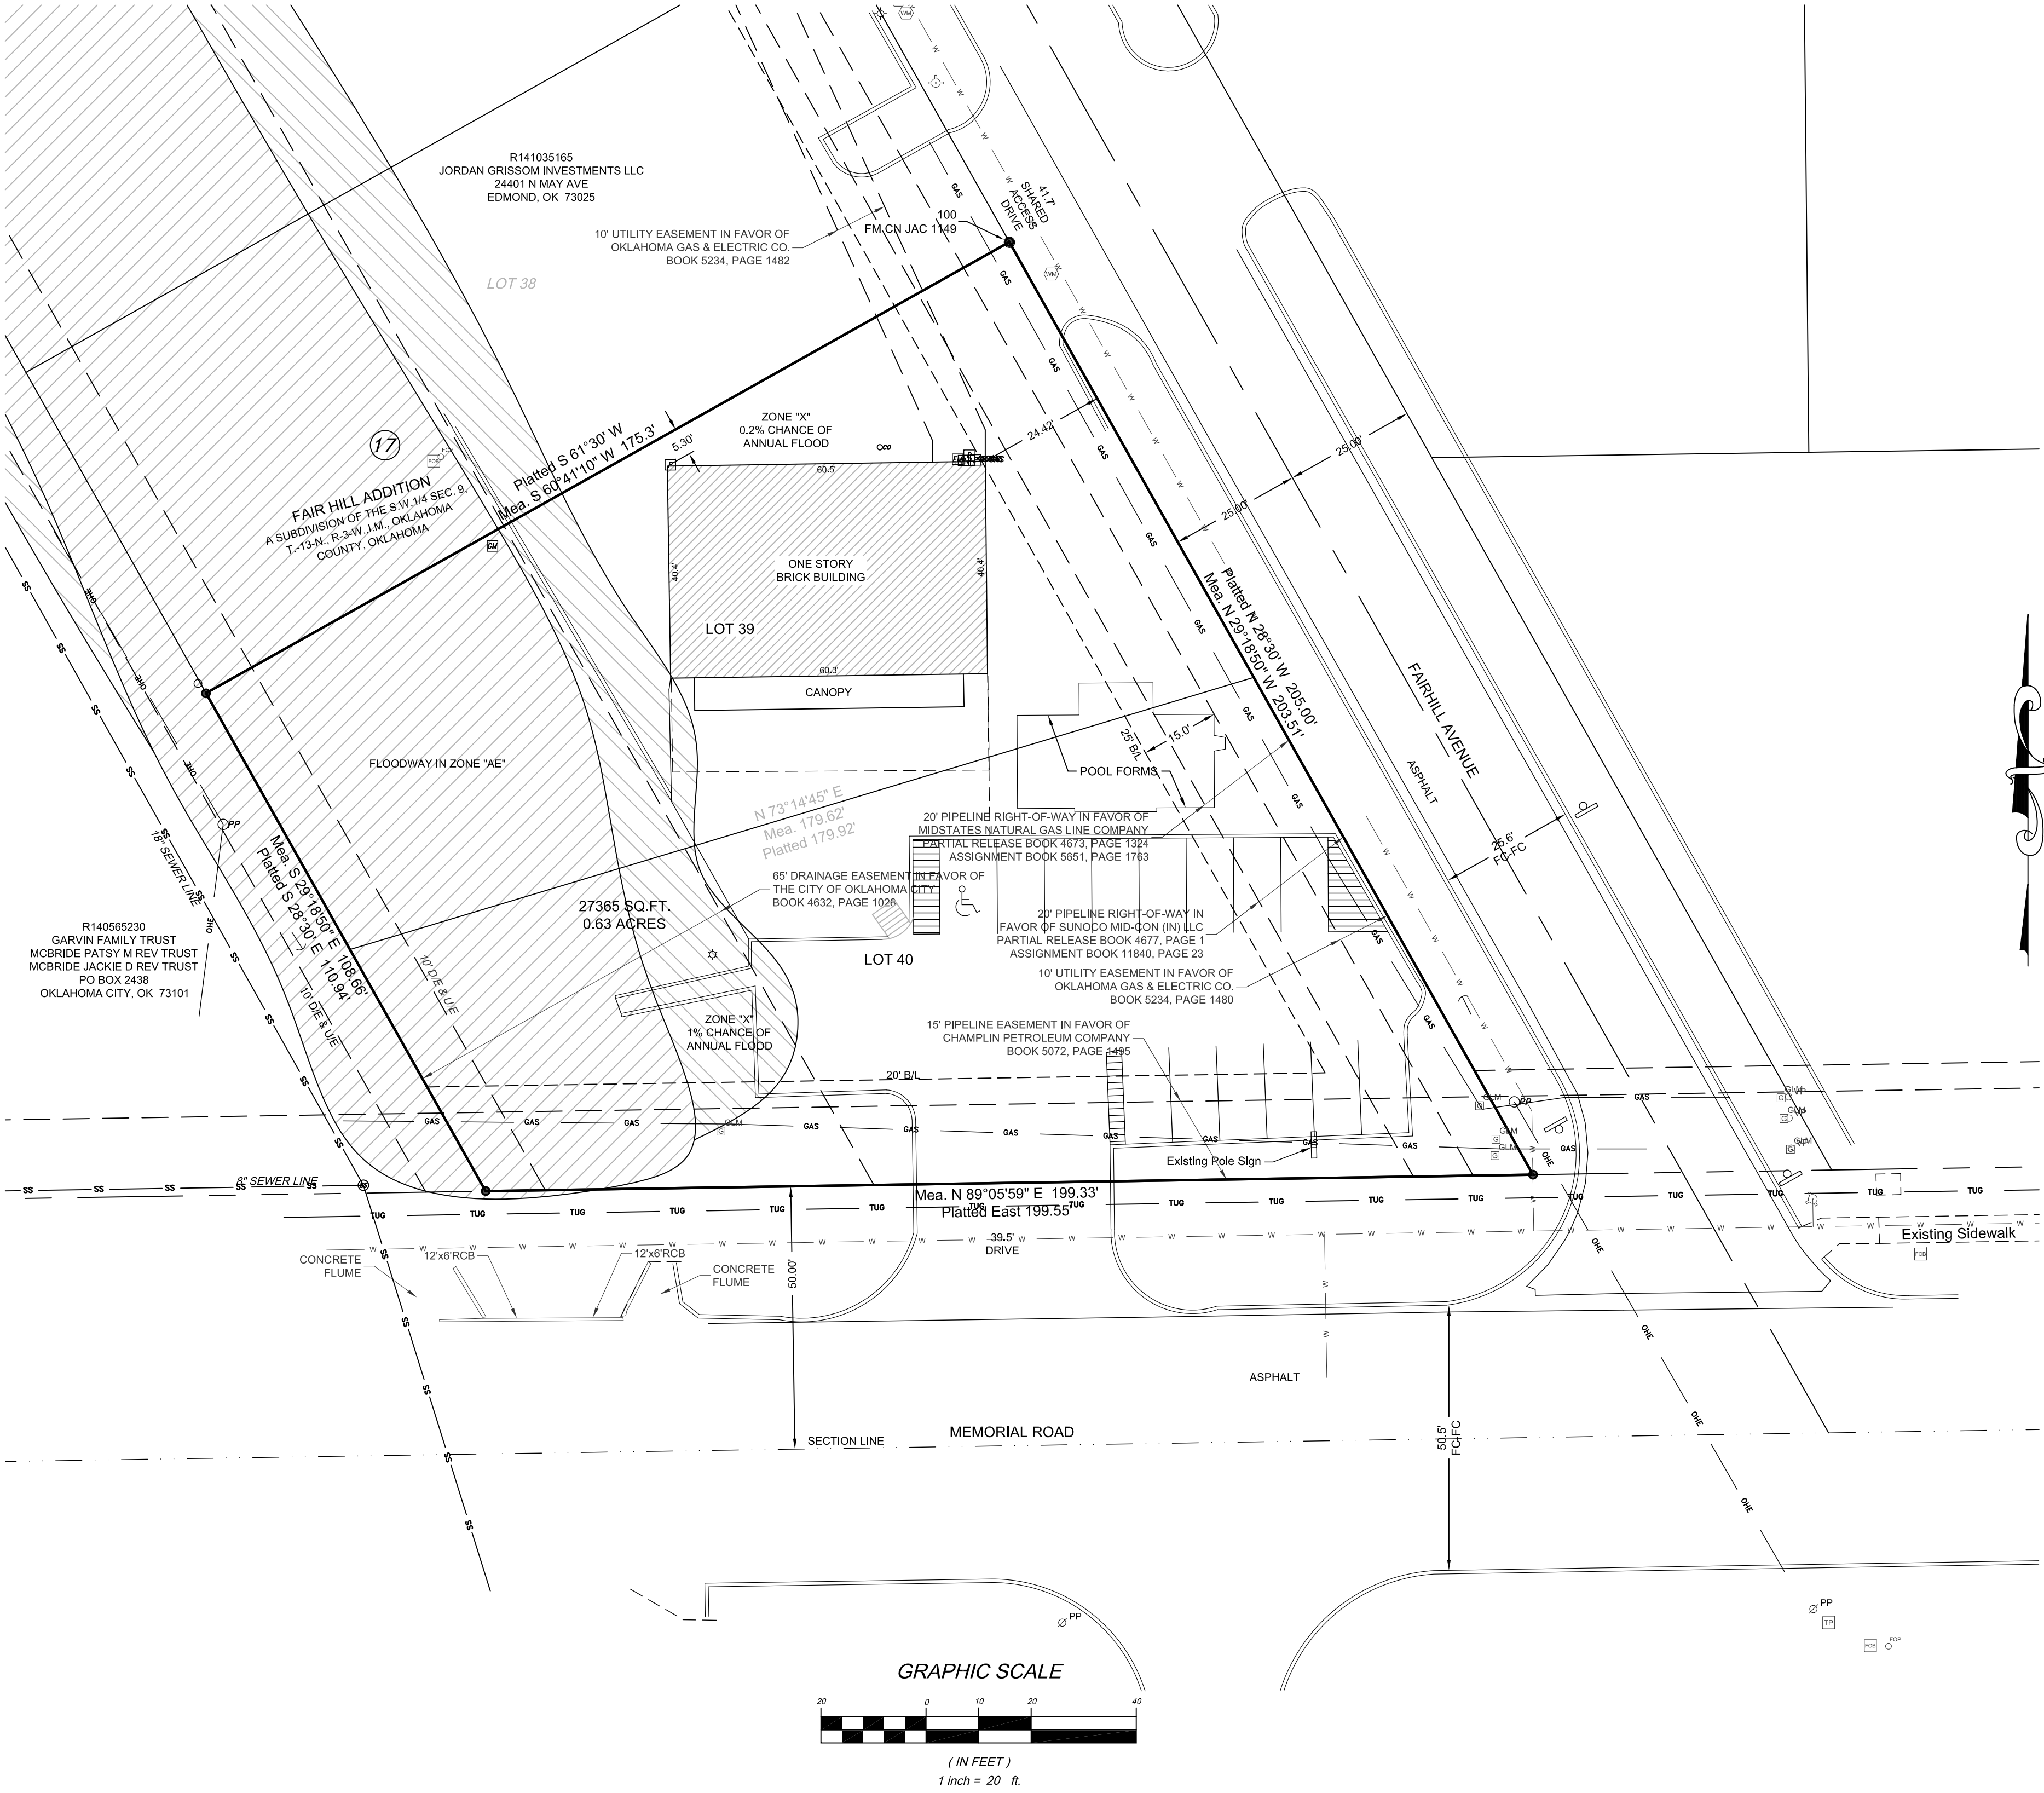 R141035165
JORDAN GRISSOM INVESTMENTS LLC
24401 N MAY AVE
EDMOND, OK  73025
10' UTILITY EASEMENT IN FAVOR OF
OKLAHOMA GAS & ELECTRIC CO.
BOOK 5234, PAGE 1482
100
FM CN JAC 1149
41.7'
SHARED
ACCESS
DRIVE
LOT 38
17
FAIR HILL ADDITION
A SUBDIVISION OF THE S.W.1/4 SEC. 9,
T.-13-N., R-3-W.,I.M., OKLAHOMA
COUNTY, OKLAHOMA
Platted S 61°30' W
Mea. S 60°41'10" W  175.3'
5.30'
ZONE "X"
0.2% CHANCE OF
ANNUAL FLOOD
60.5'
24.42'
25.00'
25.00'
40.4'
ONE STORY
BRICK BUILDING
40.4'
LOT 39
60.3'
CANOPY
Platted N 28°30' W  205.00'
Mea. N 29°18'50" W  203.51'
FAIRHILL AVENUE
ASPHALT
25.6'
FC-FC
FLOODWAY IN ZONE "AE"
25' B/L
15.0'
POOL FORMS
N 73°14'45" E
Mea. 179.62'
Platted 179.92'
20' PIPELINE RIGHT-OF-WAY IN FAVOR OF
MIDSTATES NATURAL GAS LINE COMPANY
PARTIAL RELEASE BOOK 4673, PAGE 1324
ASSIGNMENT BOOK 5651, PAGE 1763
65' DRAINAGE EASEMENT IN FAVOR OF
THE CITY OF OKLAHOMA CITY
BOOK 4632, PAGE 1028
27365 SQ.FT.
0.63 ACRES
20' PIPELINE RIGHT-OF-WAY IN
FAVOR OF SUNOCO MID-CON (IN) LLC
PARTIAL RELEASE BOOK 4677, PAGE 1
ASSIGNMENT BOOK 11840, PAGE 23
LOT 40
10' UTILITY EASEMENT IN FAVOR OF
OKLAHOMA GAS & ELECTRIC CO.
BOOK 5234, PAGE 1480
15' PIPELINE EASEMENT IN FAVOR OF
CHAMPLIN PETROLEUM COMPANY
BOOK 5072, PAGE 1495
R140565230
GARVIN FAMILY TRUST
MCBRIDE PATSY M REV TRUST
MCBRIDE JACKIE D REV TRUST
PO BOX 2438
OKLAHOMA CITY, OK  73101
18" SEWER LINE
PP
Mea. S 29°18'50" E  108.66'
Platted S 28°30' E  110.94'
10' D/E & U/E
10' D/E & U/E
ZONE "X"
1% CHANCE OF
ANNUAL FLOOD
20' B/L
GLM
PP
Existing Pole Sign
8" SEWER LINE
Mea. N 89°05'59" E  199.33'
Platted East 199.55'
39.5'
DRIVE
CONCRETE
FLUME
12'x6'RCB
12'x6'RCB
CONCRETE
FLUME
50.00'
Existing Sidewalk
FOB
ASPHALT
SECTION LINE
MEMORIAL ROAD
50.5'
FC-FC
PP
PP
TP
FOB
FOP
GRAPHIC SCALE
20 0 10 20 40
( IN FEET )
1 inch =  20   ft.